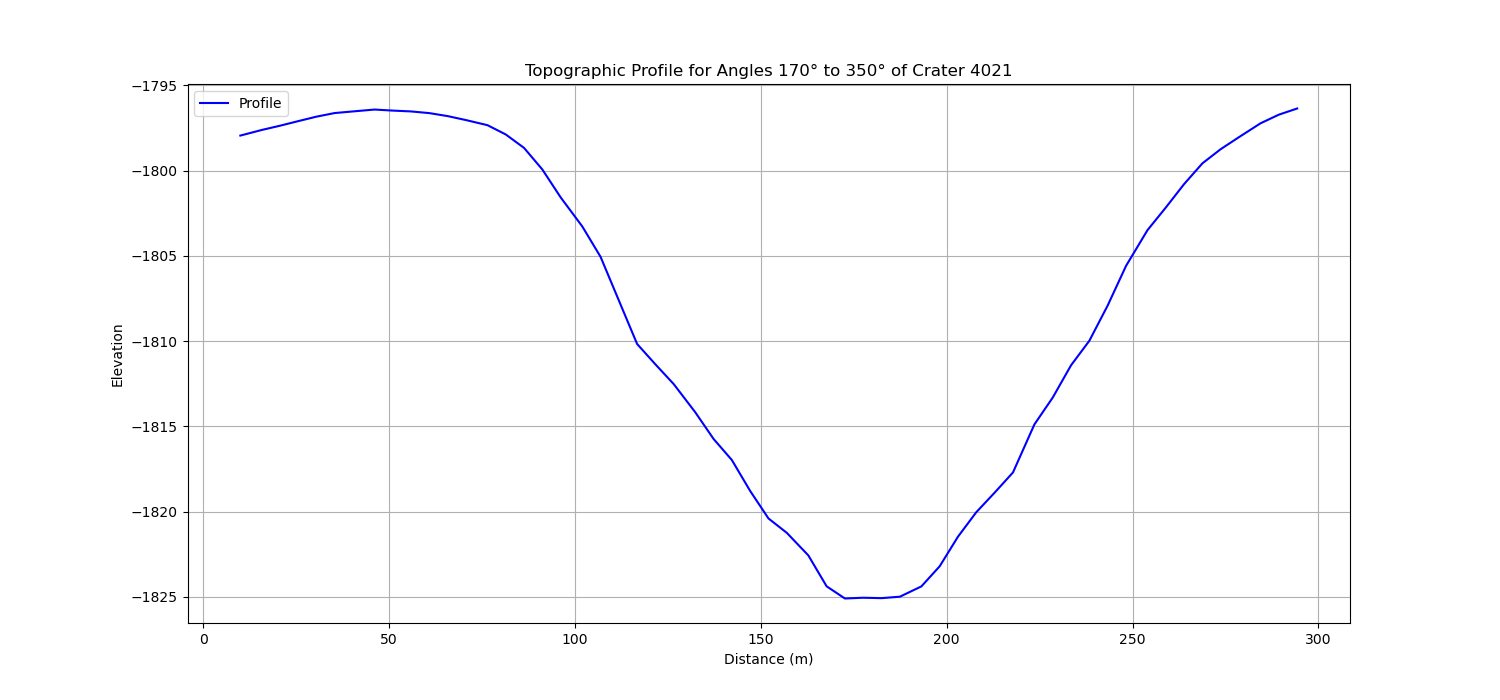 Topographic Profile for Angles 170° to 350° of Crater 4021
Profile
−1795
−1800
−1805
−1810
−1815
−1820
−1825
Elevation
0 50 100 150 200 250 300
Distance (m)